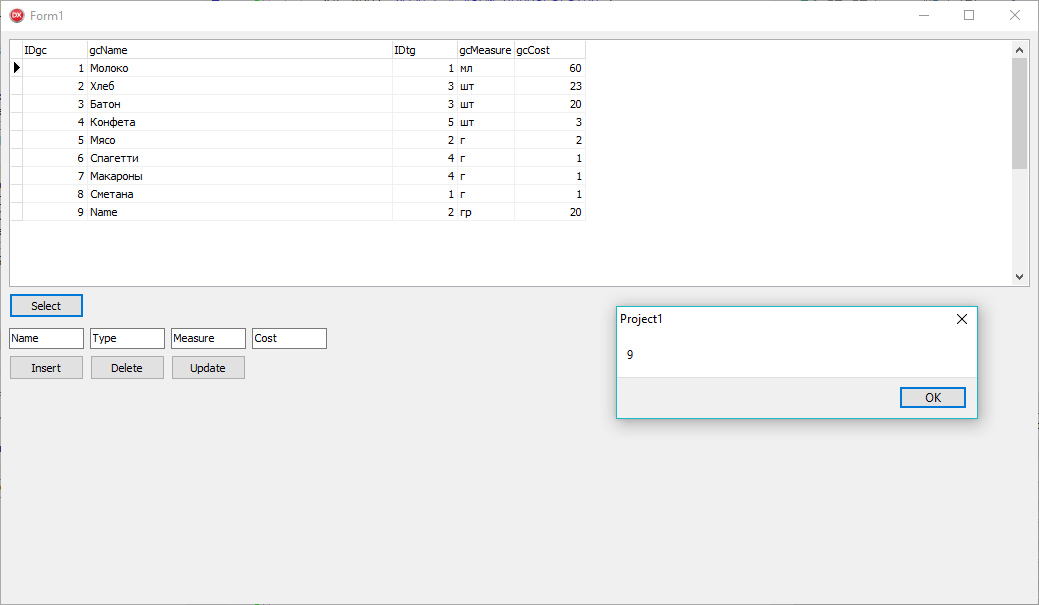 DX Form1
IDgc gcName IDtg gcMeasure gcCost
1 Молоко 1 мл 60
2 Хлеб 3 шт 23
3 Батон 3 шт 20
4 Конфета 5 шт 3
5 Мясо 2 г 2
6 Спагетти 4 г 1
7 Макароны 4 г 1
8 Сметана 1 г 1
9 Name 2 гр 20
Select
Name Type Measure Cost
Insert Delete Update
Project1
9
OK